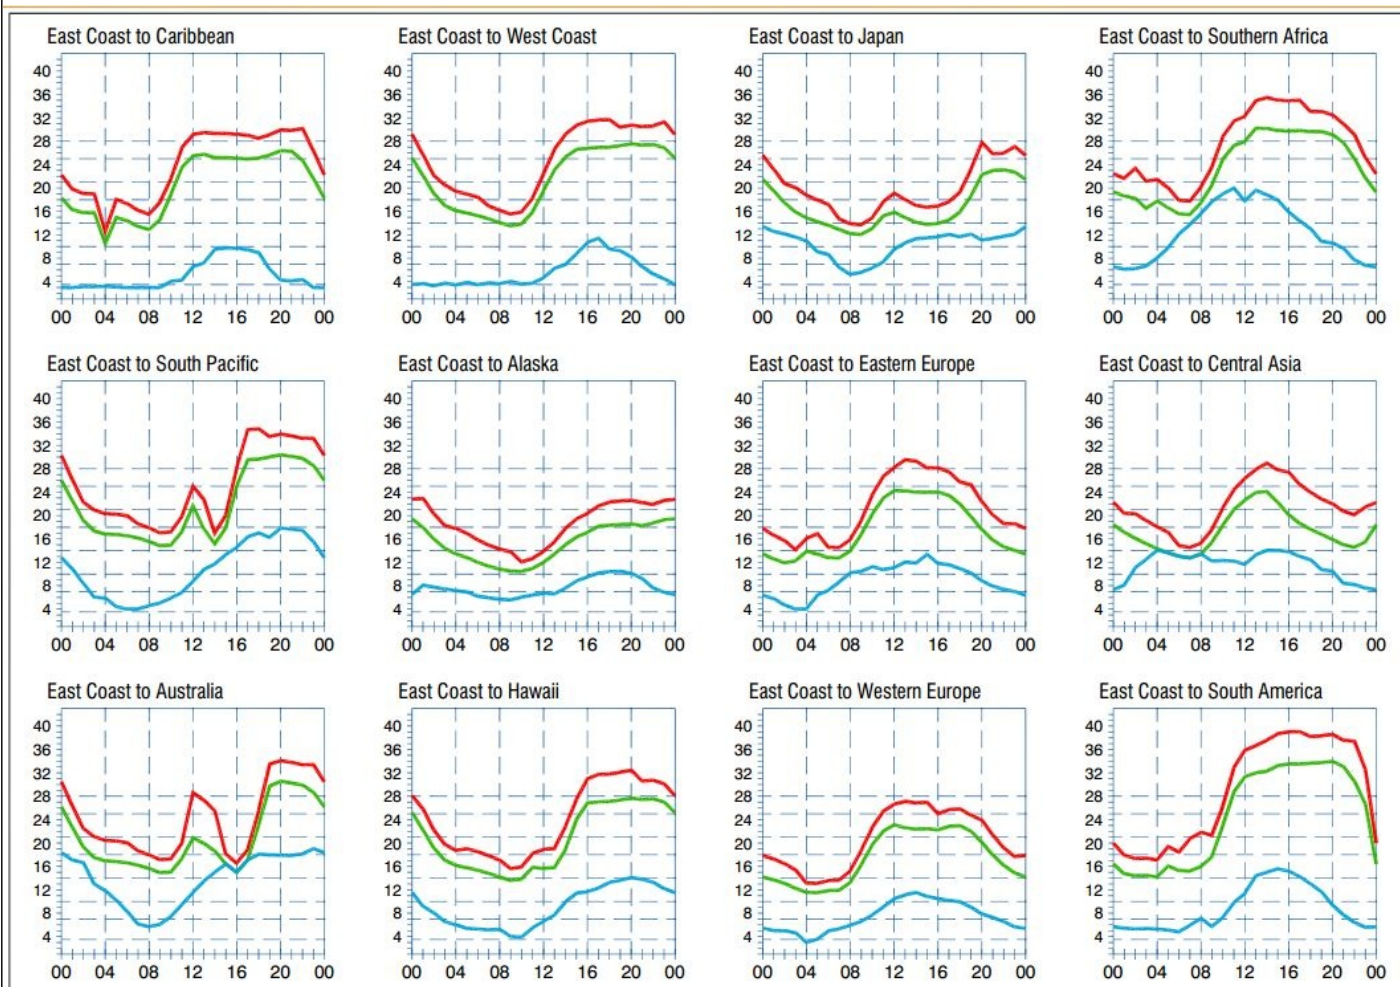 East Coast to Caribbean East Coast to West Coast East Coast to Japan East Coast to Southern Africa
40 40 40 40
36 36 36 36
32 32 32 32
28 28 28 28
24 24 24 24
20 20 20 20
16 16 16 16
12 12 12 12
8 8 8 8
4 4 4 4
00 04 08 12 16 20 00 00 04 08 12 16 20 00 00 04 08 12 16 20 00 00 04 08 12 16 20 00
East Coast to South Pacific East Coast to Alaska East Coast to Eastern Europe East Coast to Central Asia
40 40 40 40
36 36 36 36
32 32 32 32
28 28 28 28
24 24 24 24
20 20 20 20
16 16 16 16
12 12 12 12
8 8 8 8
4 4 4 4
00 04 08 12 16 20 00 00 04 08 12 16 20 00 00 04 08 12 16 20 00 00 04 08 12 16 20 00
East Coast to Australia East Coast to Hawaii East Coast to Western Europe East Coast to South America
40 40 40 40
36 36 36 36
32 32 32 32
28 28 28 28
24 24 24 24
20 20 20 20
16 16 16 16
12 12 12 12
8 8 8 8
4 4 4 4
00 04 08 12 16 20 00 00 04 08 12 16 20 00 00 04 08 12 16 20 00 00 04 08 12 16 20 00